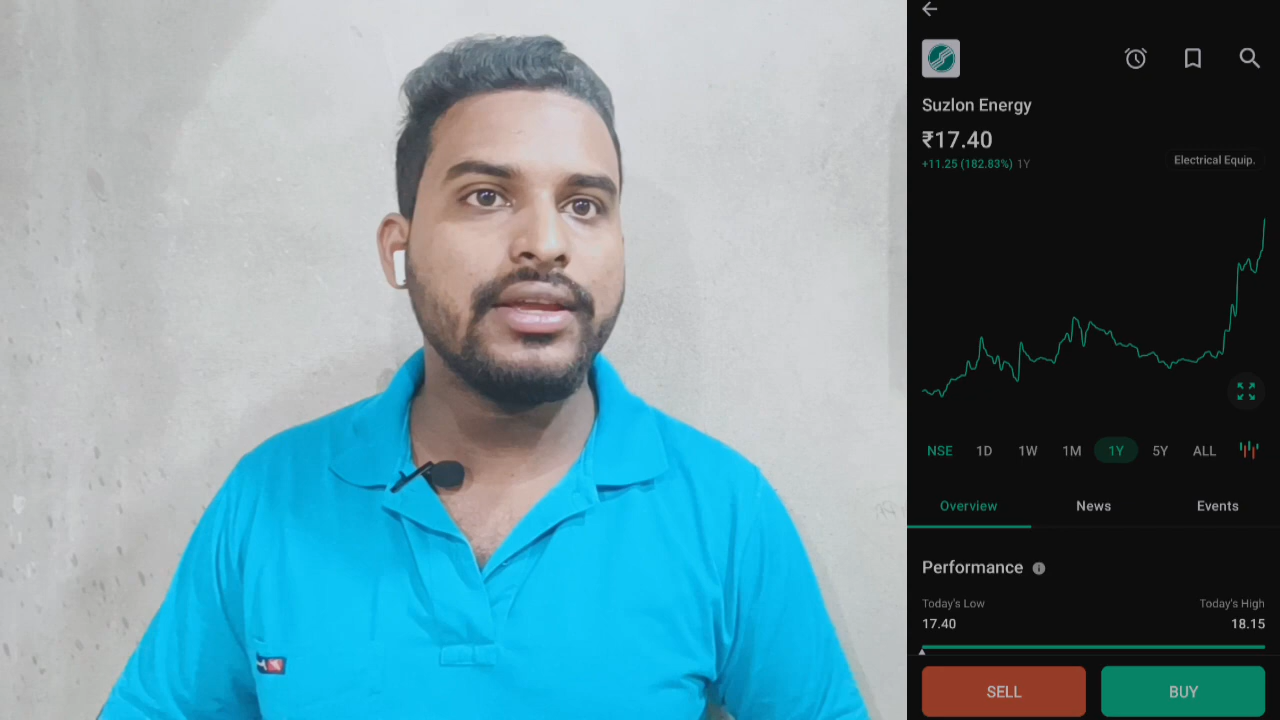 Suzlon Energy
₹17.40
+11.25 (182.83%) 1Y
Electrical Equip.
NSE 1D 1W 1M 1Y 5Y ALL
Overview News Events
Performance
Today's Low Today's High
17.40 18.15
SELL BUY